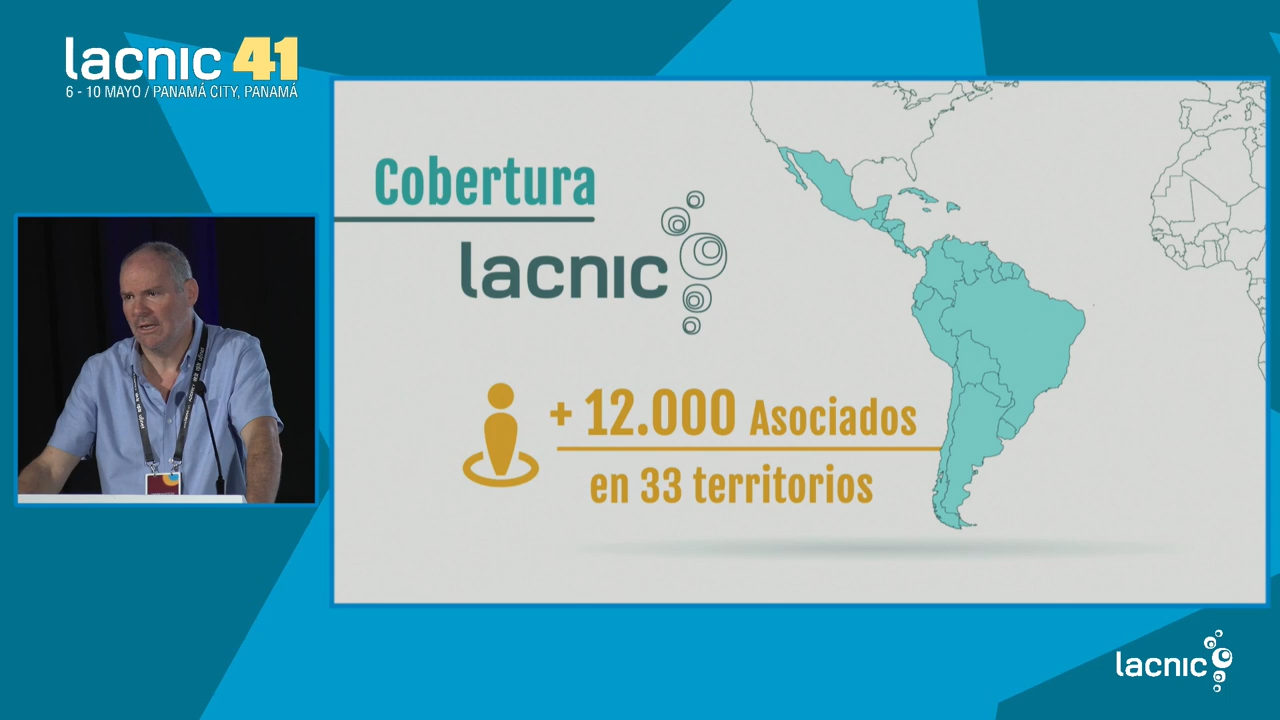 lacnic 41
6 - 10 MAYO / PANAMÁ CITY, PANAMÁ
Cobertura
lacnic
+ 12.000 Asociados
en 33 territorios
lacnic